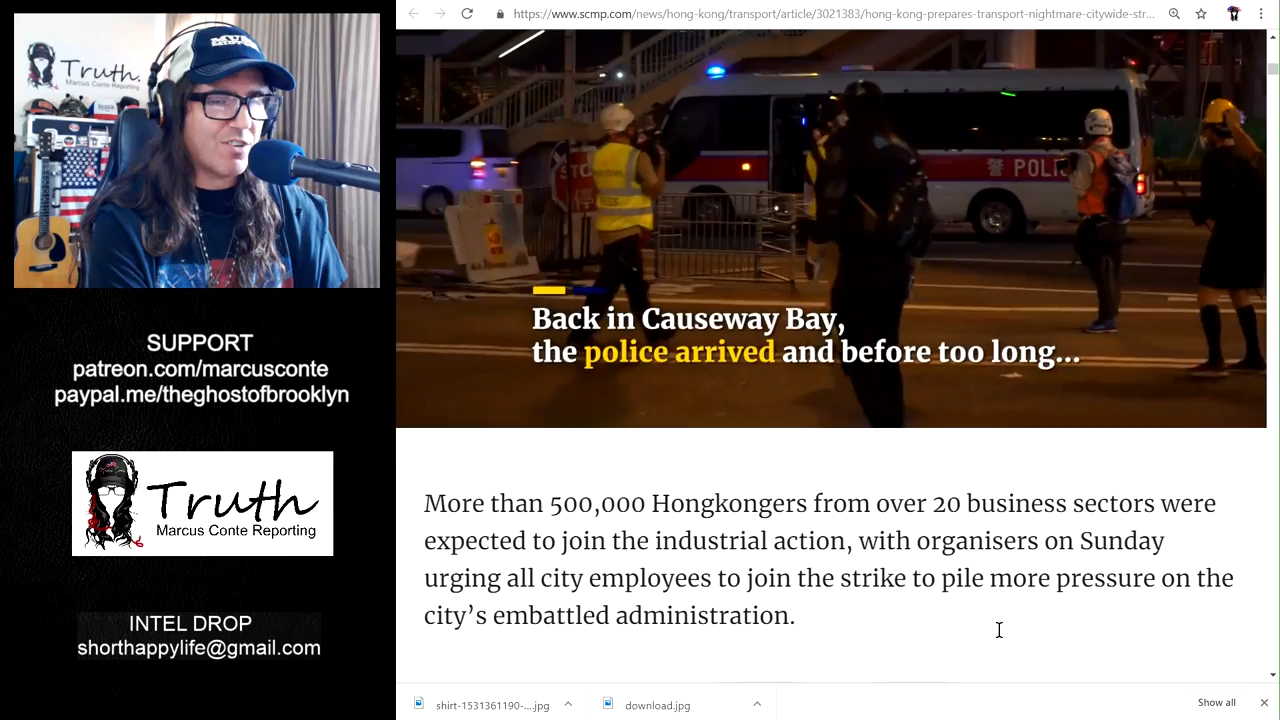 Truth.
Marcus Conte Reporting
SUPPORT
patreon.com/marcusconte
paypal.me/theghostofbrooklyn
Truth
Marcus Conte Reporting
INTEL DROP
shorthappylife@gmail.com
https://www.scmp.com/news/hong-kong/transport/article/3021383/hong-kong-prepares-transport-nightmare-citywide-str...
警 POLICE
Back in Causeway Bay,
the police arrived and before too long...
More than 500,000 Hongkongers from over 20 business sectors were
expected to join the industrial action, with organisers on Sunday
urging all city employees to join the strike to pile more pressure on the
city’s embattled administration.
shirt-1531361190-....jpg
download.jpg
Show all